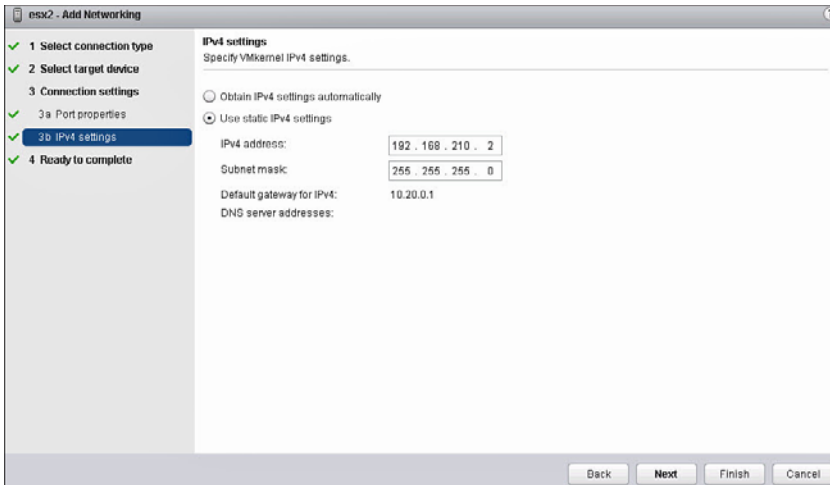 esx2 - Add Networking
1 Select connection type
2 Select target device
3 Connection settings
3a Port properties
3b IPv4 settings
4 Ready to complete
IPv4 settings
Specify VMkernel IPv4 settings.
Obtain IPv4 settings automatically
Use static IPv4 settings
IPv4 address: 192 . 168 . 210 . 2
Subnet mask: 255 . 255 . 255 . 0
Default gateway for IPv4: 10.20.0.1
DNS server addresses:
Back Next Finish Cancel